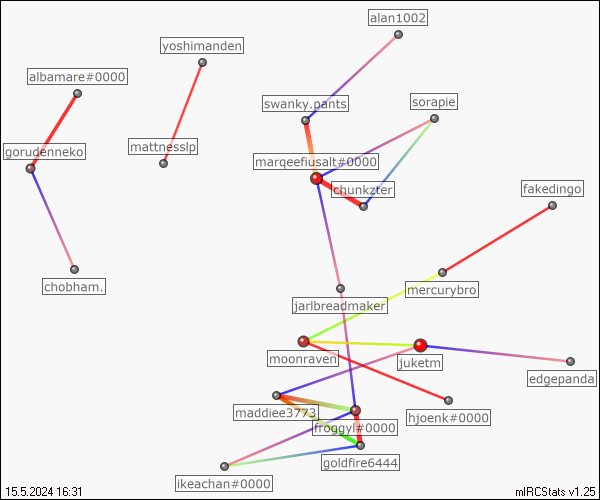 alan1002
yoshimanden
albamare#0000
swanky.pants
sorapie
mattnesslp
gorudenneko
marqeefiusalt#0000
chunkzter
fakedingo
chobham.
mercurybro
jarlbreadmaker
moonraven
juketm
edgepanda
maddiee3773
hjoenk#0000
froggyl#0000
goldfire6444
ikeachan#0000
15.5.2024 16:31
mIRCStats v1.25